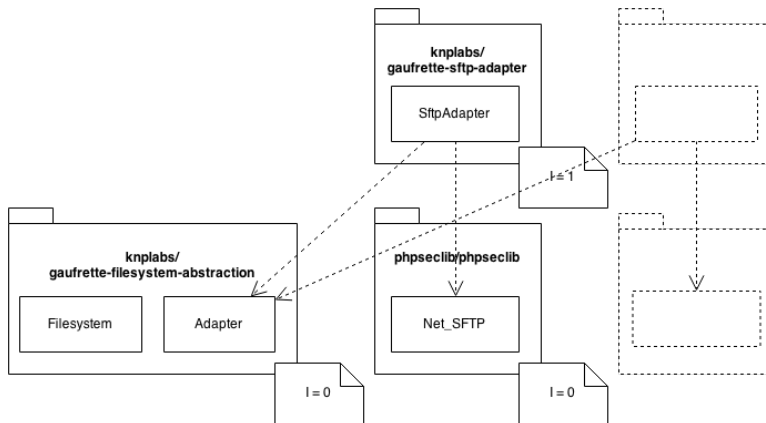 knplabs/
gaufrette-sftp-adapter
SftpAdapter
I = 1
knplabs/
gaufrette-filesystem-abstraction
Filesystem
Adapter
I = 0
phpseclib/phpseclib
Net_SFTP
I = 0